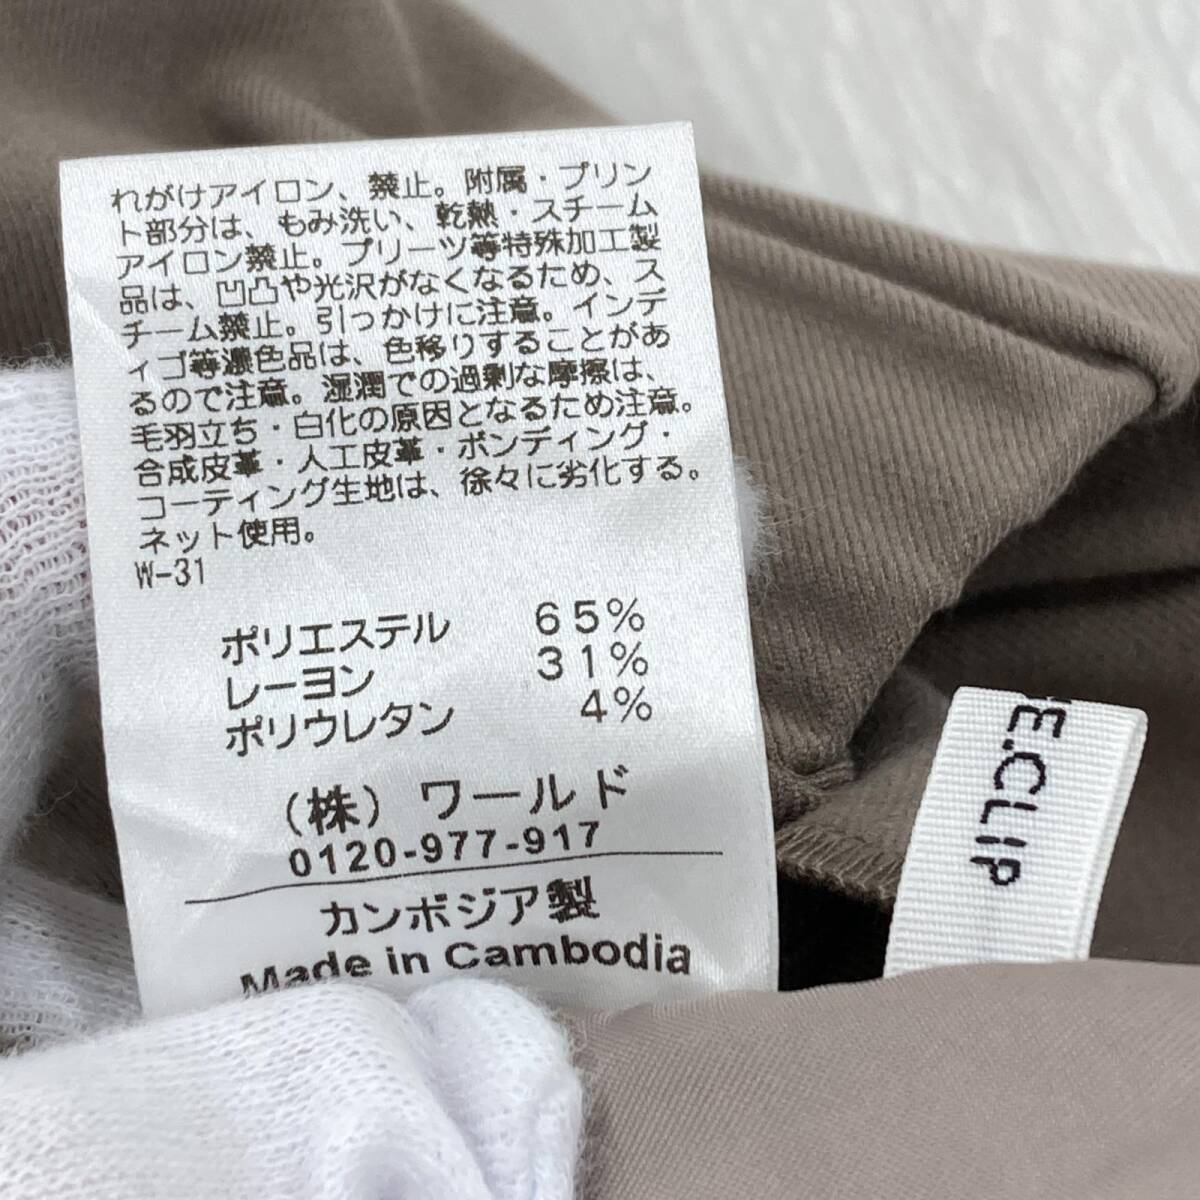 れがけアイロン、禁止。附属・プリン
ト部分は、もみ洗い、乾熱・スチーム
アイロン禁止。プリーツ等特殊加工製
品は、凹凸や光沢がなくなるため、ス
チーム禁止。引っかけに注意。インデ
ィゴ等濃色品は、色移りすることがあ
るので注意。湿潤での過剰な摩擦は、
毛羽立ち・白化の原因となるため注意。
合成皮革・人工皮革・ボンディング・
コーティング生地は、徐々に劣化する。
ネット使用。
W-31
ポリエステル 65%
レーヨン 31%
ポリウレタン 4%
(株) ワールド
0120-977-917
カンボジア製
Made in Cambodia
E.CLIP